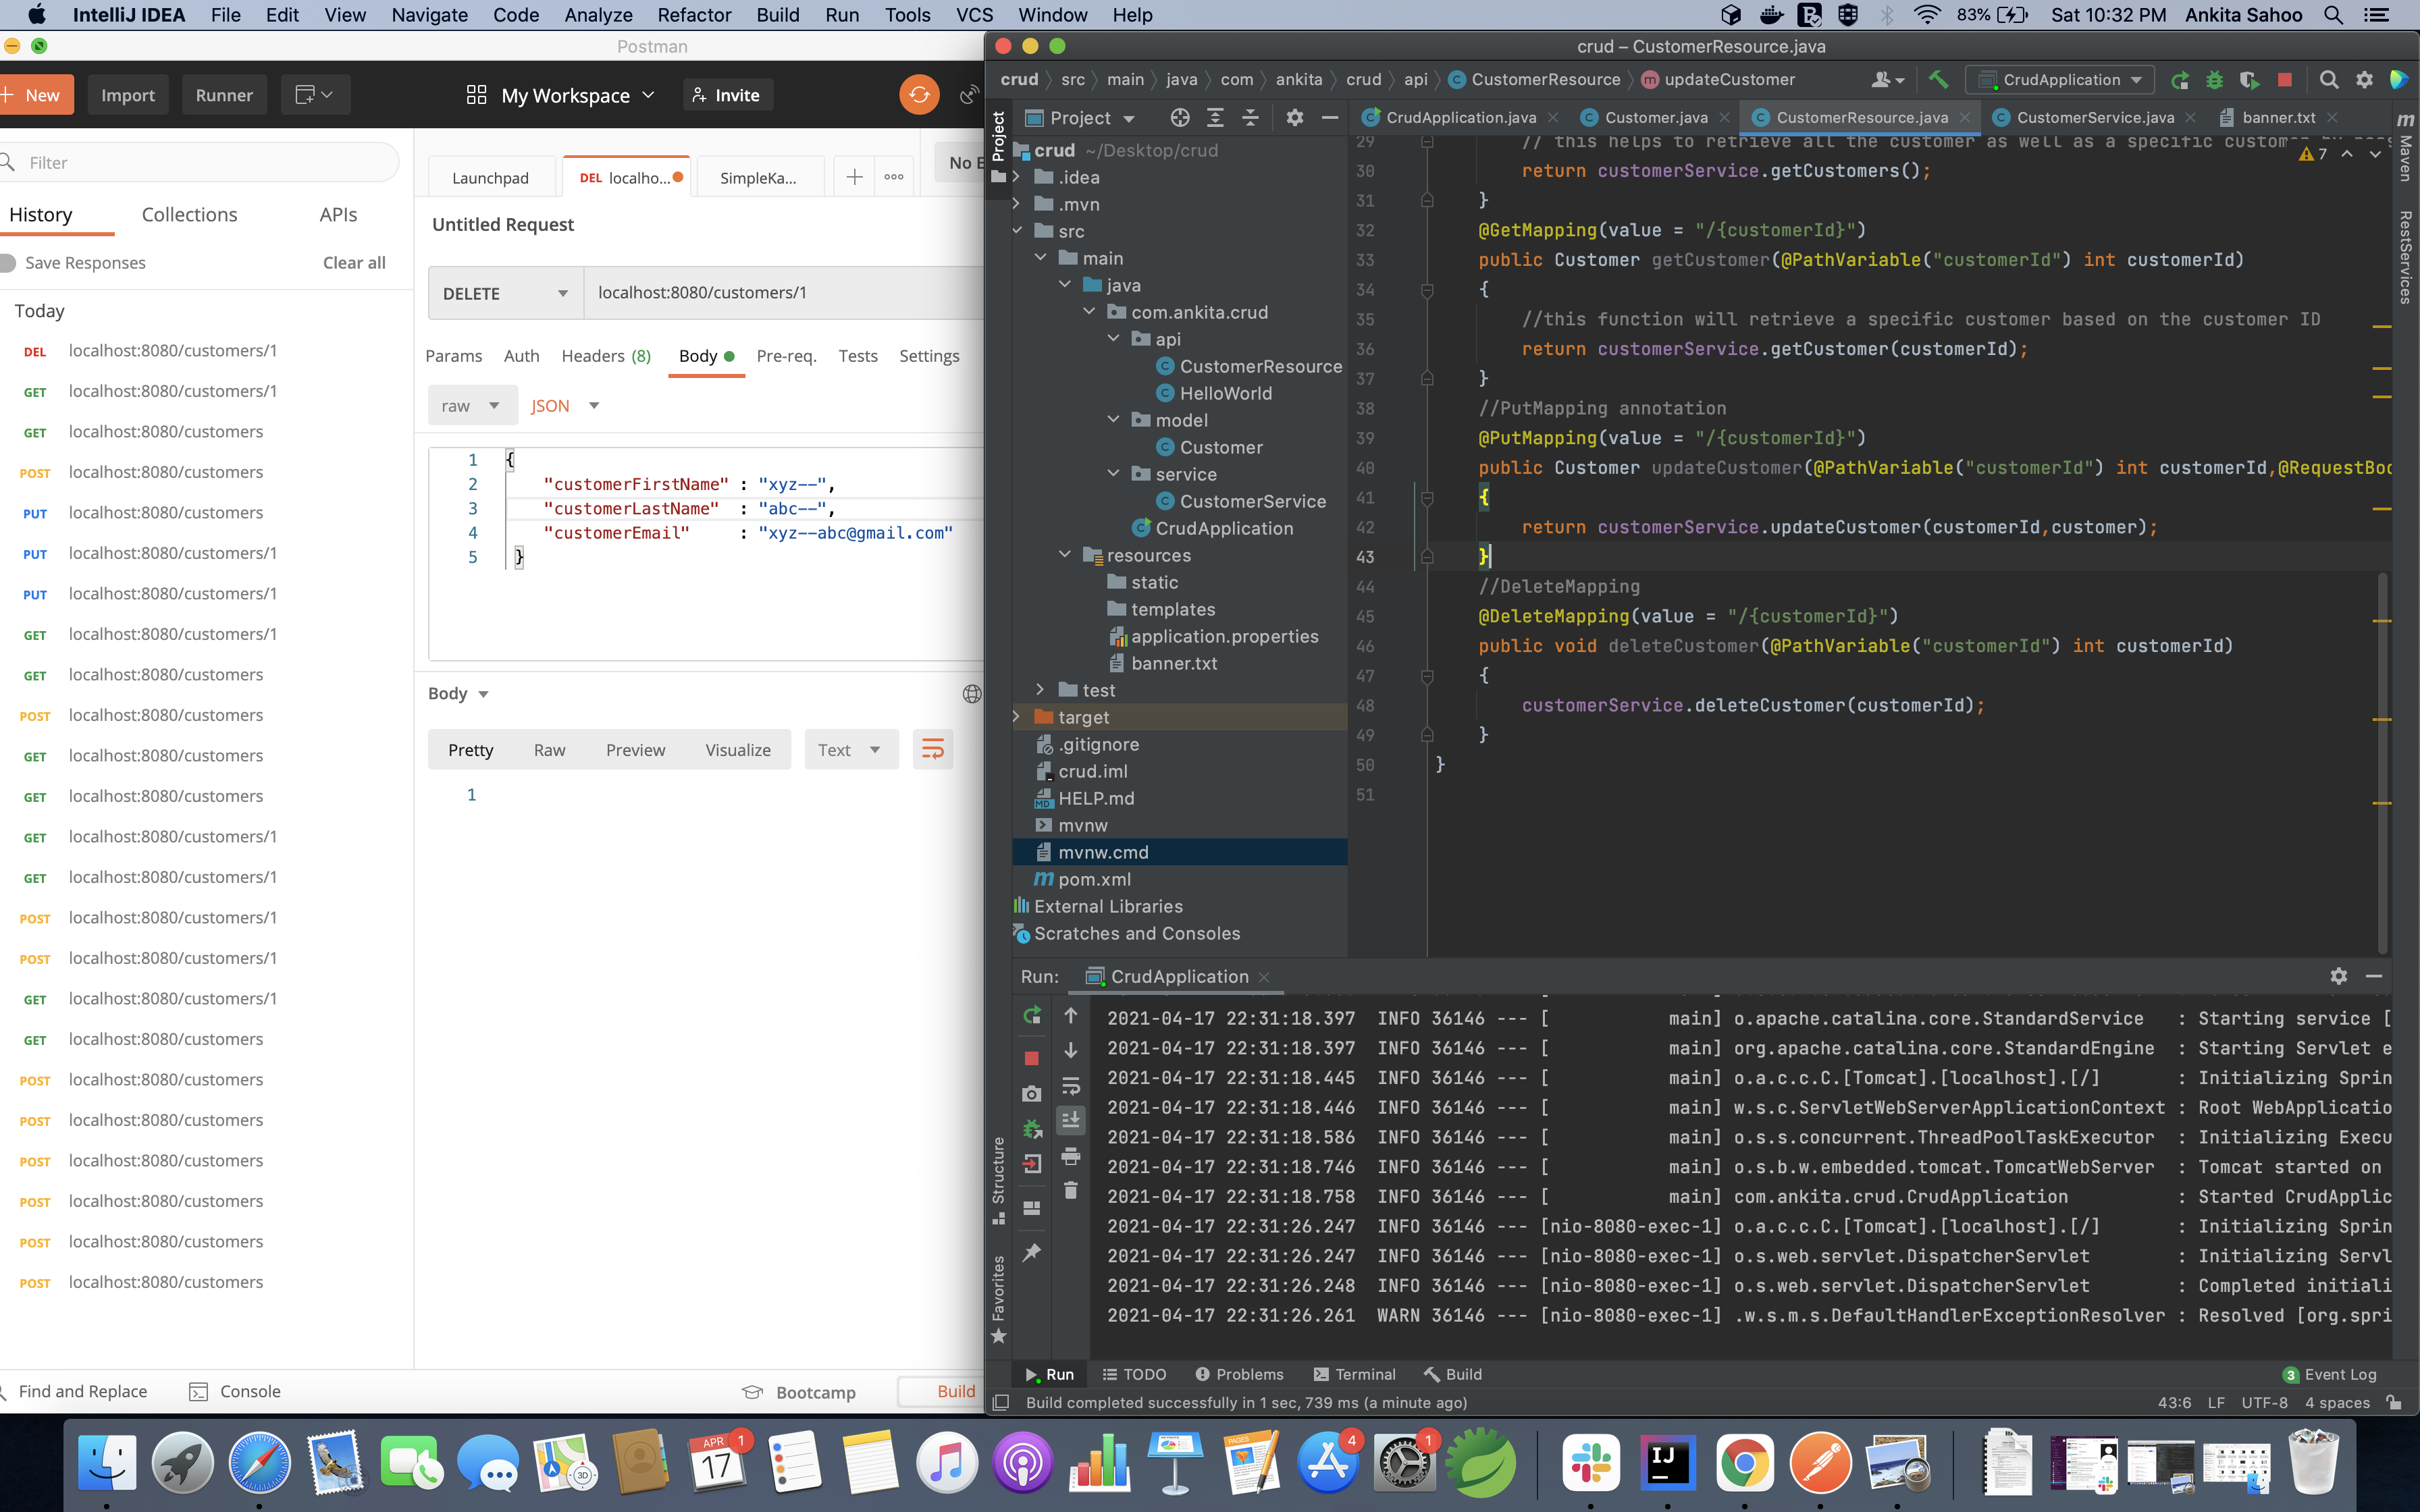 IntelliJ IDEA File Edit View Navigate Code Analyze Refactor Build Run Tools VCS Window Help
83% Sat 10:32 PM Ankita Sahoo
Postman
+ New Import Runner My Workspace Invite
Filter
History Collections APIs
Save Responses Clear all
Today
DEL localhost:8080/customers/1
GET localhost:8080/customers/1
GET localhost:8080/customers
POST localhost:8080/customers
PUT localhost:8080/customers
PUT localhost:8080/customers/1
PUT localhost:8080/customers/1
GET localhost:8080/customers/1
GET localhost:8080/customers
POST localhost:8080/customers
GET localhost:8080/customers
GET localhost:8080/customers
GET localhost:8080/customers/1
GET localhost:8080/customers/1
POST localhost:8080/customers/1
POST localhost:8080/customers/1
GET localhost:8080/customers/1
GET localhost:8080/customers
POST localhost:8080/customers
POST localhost:8080/customers
POST localhost:8080/customers
POST localhost:8080/customers
POST localhost:8080/customers
POST localhost:8080/customers
Find and Replace Console
Launchpad DEL localho... SimpleKa... + ooo No E
Untitled Request
DELETE localhost:8080/customers/1
Params Auth Headers (8) Body Pre-req. Tests Settings
raw JSON
1 {
2 "customerFirstName" : "xyz--",
3 "customerLastName" : "abc--",
4 "customerEmail" : "xyz--abc@gmail.com"
5 }
Body
Pretty Raw Preview Visualize Text
1
Bootcamp Build
crud – CustomerResource.java
crud src main java com ankita crud api CustomerResource updateCustomer CrudApplication
Project
Project
crud ~/Desktop/crud
.idea
.mvn
src
main
java
com.ankita.crud
api
CustomerResource
HelloWorld
model
Customer
service
CustomerService
CrudApplication
resources
static
templates
application.properties
banner.txt
test
target
.gitignore
crud.iml
HELP.md
mvnw
mvnw.cmd
pom.xml
External Libraries
Scratches and Consoles
CrudApplication.java Customer.java CustomerResource.java CustomerService.java banner.txt
7
29 // this helps to retrieve all the customer as well as a specific customer
30 return customerService.getCustomers();
31 }
32 @GetMapping(value = "/{customerId}")
33 public Customer getCustomer(@PathVariable("customerId") int customerId)
34 {
35 //this function will retrieve a specific customer based on the customer ID
36 return customerService.getCustomer(customerId);
37 }
38 //PutMapping annotation
39 @PutMapping(value = "/{customerId}")
40 public Customer updateCustomer(@PathVariable("customerId") int customerId,@RequestBod
41 {
42 return customerService.updateCustomer(customerId,customer);
43 }
44 //DeleteMapping
45 @DeleteMapping(value = "/{customerId}")
46 public void deleteCustomer(@PathVariable("customerId") int customerId)
47 {
48 customerService.deleteCustomer(customerId);
49 }
50 }
51
m Maven
RestServices
Run: CrudApplication
2021-04-17 22:31:18.397 INFO 36146 --- [ main] o.apache.catalina.core.StandardService : Starting service [
2021-04-17 22:31:18.397 INFO 36146 --- [ main] org.apache.catalina.core.StandardEngine : Starting Servlet e
2021-04-17 22:31:18.445 INFO 36146 --- [ main] o.a.c.c.C.[Tomcat].[localhost].[/] : Initializing Sprin
2021-04-17 22:31:18.446 INFO 36146 --- [ main] w.s.c.ServletWebServerApplicationContext : Root WebApplicatio
2021-04-17 22:31:18.586 INFO 36146 --- [ main] o.s.s.concurrent.ThreadPoolTaskExecutor : Initializing Execu
2021-04-17 22:31:18.746 INFO 36146 --- [ main] o.s.b.w.embedded.tomcat.TomcatWebServer : Tomcat started on
2021-04-17 22:31:18.758 INFO 36146 --- [ main] com.ankita.crud.CrudApplication : Started CrudApplic
2021-04-17 22:31:26.247 INFO 36146 --- [nio-8080-exec-1] o.a.c.c.C.[Tomcat].[localhost].[/] : Initializing Sprin
2021-04-17 22:31:26.247 INFO 36146 --- [nio-8080-exec-1] o.s.web.servlet.DispatcherServlet : Initializing Servl
2021-04-17 22:31:26.248 INFO 36146 --- [nio-8080-exec-1] o.s.web.servlet.DispatcherServlet : Completed initiali
2021-04-17 22:31:26.261 WARN 36146 --- [nio-8080-exec-1] .w.s.m.s.DefaultHandlerExceptionResolver : Resolved [org.spri
Structure
Favorites
Run TODO Problems Terminal Build 3 Event Log
Build completed successfully in 1 sec, 739 ms (a minute ago) 43:6 LF UTF-8 4 spaces
APR 17 1
3D
PAGES
4
1
IJ